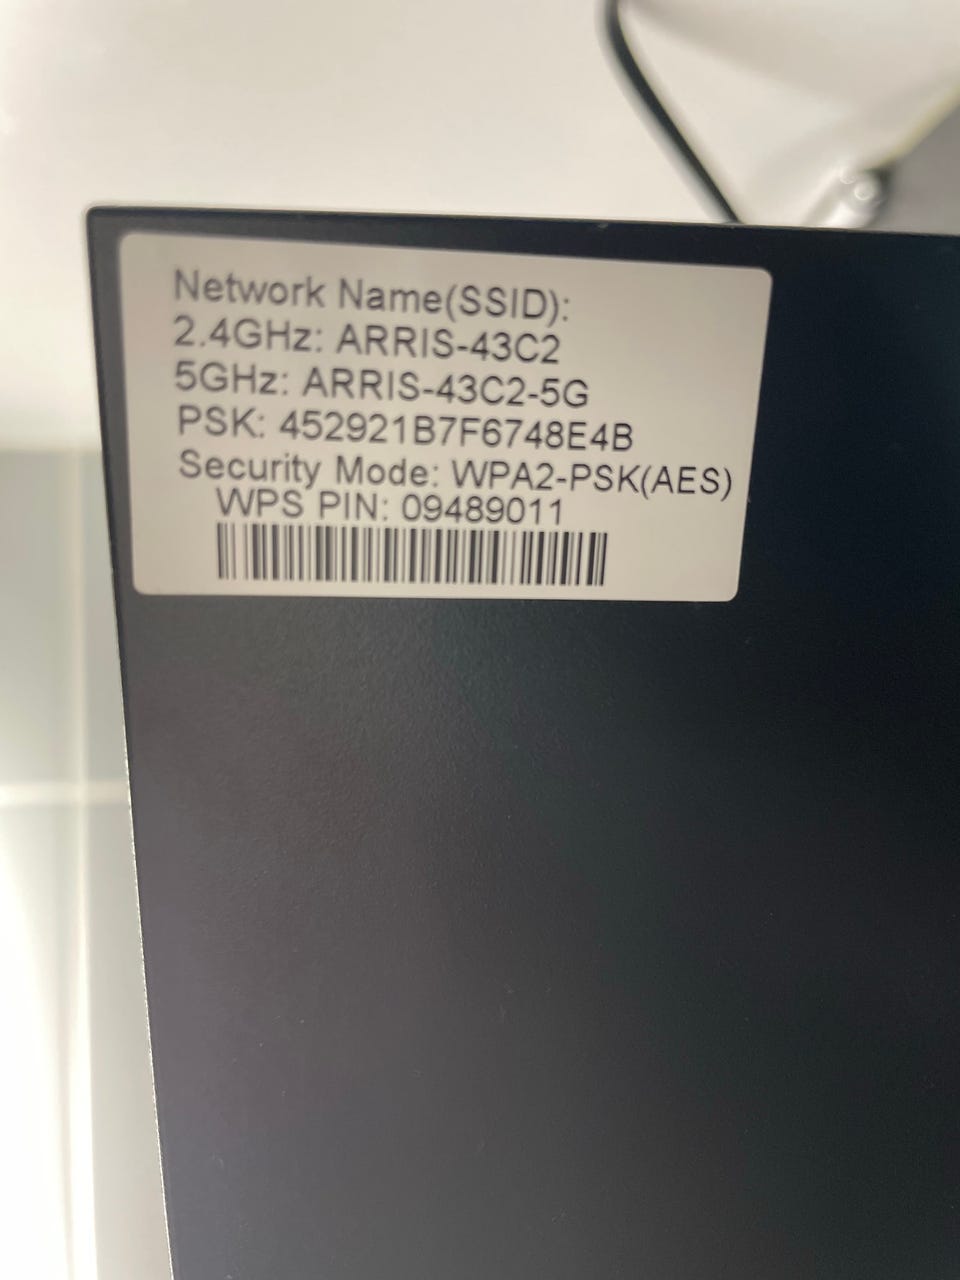 Network Name(SSID):
2.4GHz: ARRIS-43C2
5GHz: ARRIS-43C2-5G
PSK: 452921B7F6748E4B
Security Mode: WPA2-PSK(AES)
WPS PIN: 09489011